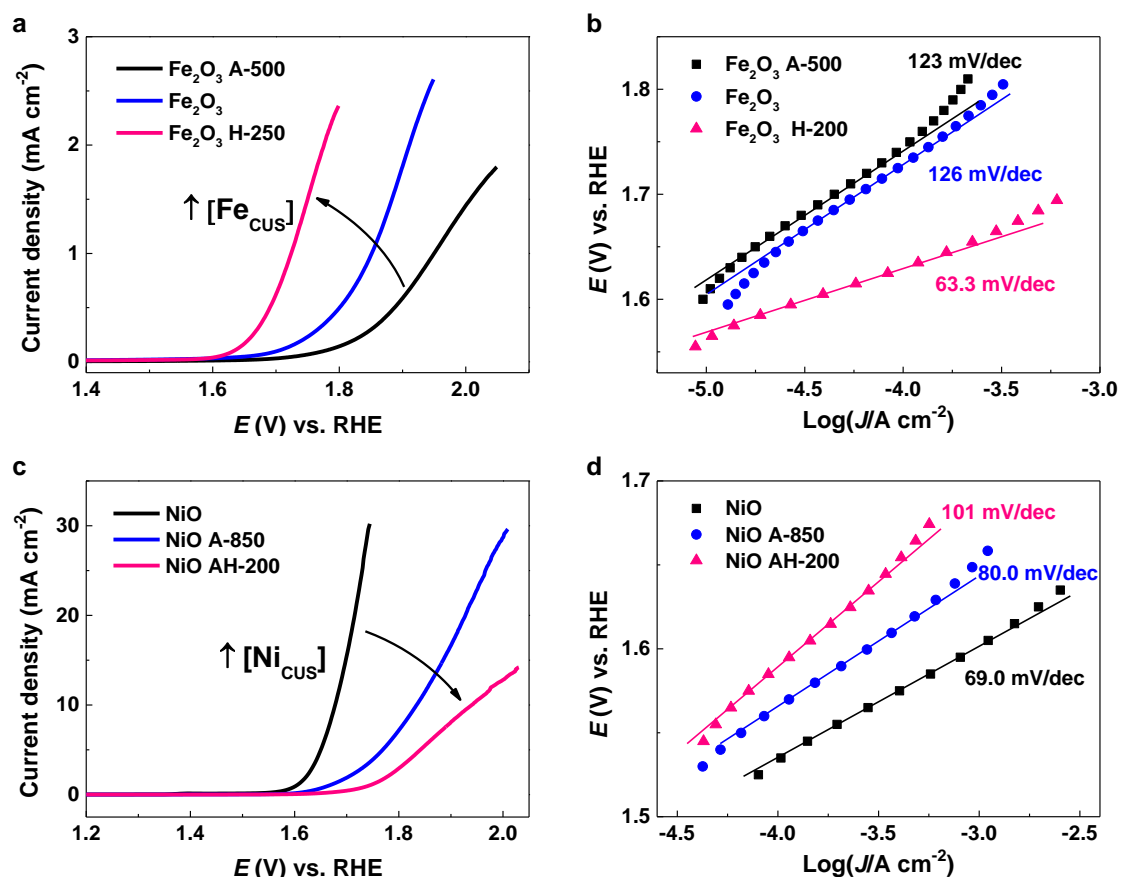 a
3
2
1
0
Current density (mA cm⁻²)
Fe₂O₃ A-500
Fe₂O₃
Fe₂O₃ H-250
↑ [Fe_CUS]
1.4 1.6 1.8 2.0
E (V) vs. RHE
b
1.8
1.7
1.6
E (V) vs. RHE
Fe₂O₃ A-500
Fe₂O₃
Fe₂O₃ H-200
123 mV/dec
126 mV/dec
63.3 mV/dec
-5.0 -4.5 -4.0 -3.5 -3.0
Log(J/A cm⁻²)
c
30
20
10
0
Current density (mA cm⁻²)
NiO
NiO A-850
NiO AH-200
↑ [Ni_CUS]
1.2 1.4 1.6 1.8 2.0
E (V) vs. RHE
d
1.7
1.6
1.5
E (V) vs. RHE
NiO
NiO A-850
NiO AH-200
101 mV/dec
80.0 mV/dec
69.0 mV/dec
-4.5 -4.0 -3.5 -3.0 -2.5
Log(J/A cm⁻²)